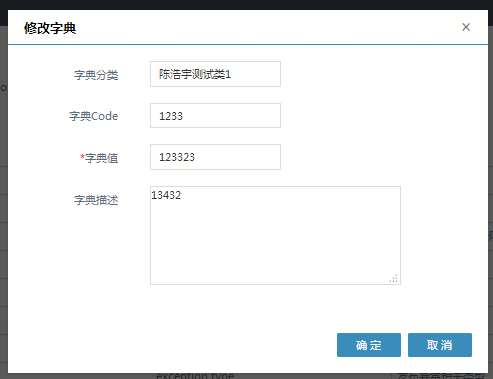 修改字典 ×
字典分类 陈浩宇测试类1
字典Code 1233
*字典值 123323
字典描述 13432
确 定 取 消
exception type